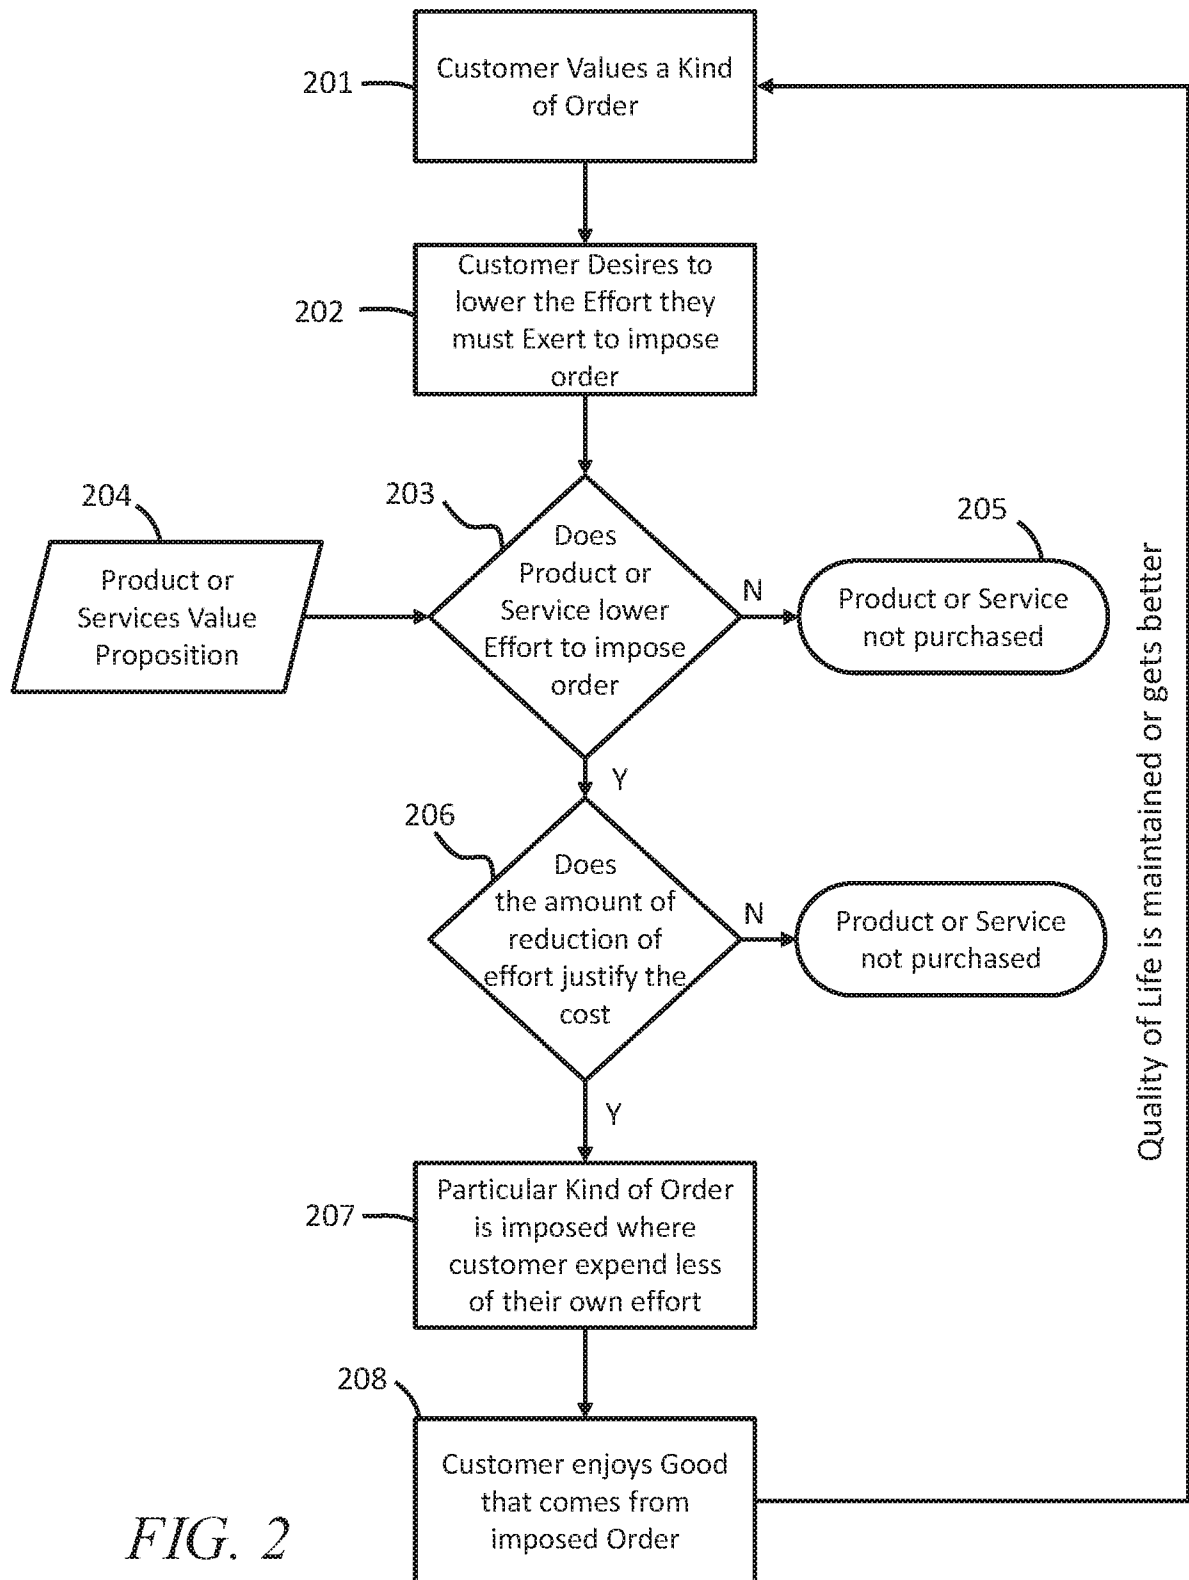 201
Customer Values a Kind
of Order
202
Customer Desires to
lower the Effort they
must Exert to impose
order
204
Product or
Services Value
Proposition
203
Does
Product or
Service lower
Effort to impose
order
N
205
Product or Service
not purchased
Y
206
Does
the amount of
reduction of
effort justify the
cost
N
Product or Service
not purchased
Y
207
Particular Kind of Order
is imposed where
customer expend less
of their own effort
208
Customer enjoys Good
that comes from
imposed Order
Quality of Life is maintained or gets better
FIG. 2